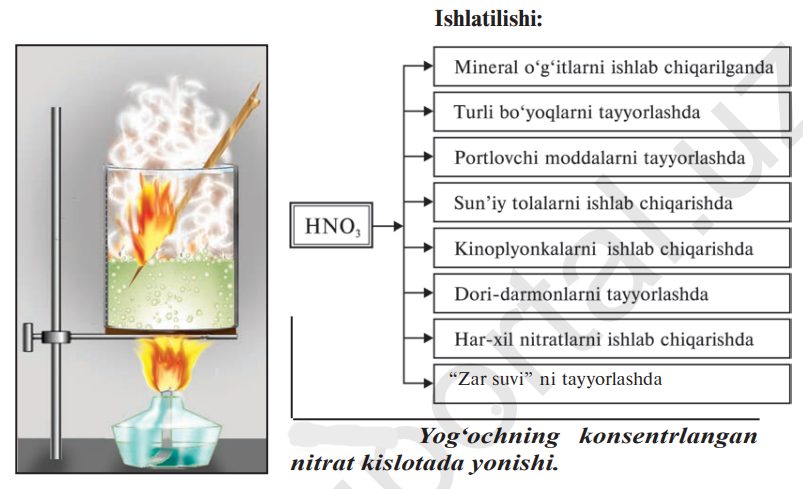 Ishlatilishi:
HNO₃
Mineral o‘g‘itlarni ishlab chiqarilganda
Turli bo‘yoqlarni tayyorlashda
Portlovchi moddalarni tayyorlashda
Sun’iy tolalarni ishlab chiqarishda
Kinoplyonkalarni ishlab chiqarishda
Dori-darmonlarni tayyorlashda
Har-xil nitratlarni ishlab chiqarishda
“Zar suvi” ni tayyorlashda
Yog‘ochning konsentrlangan
nitrat kislotada yonishi.
portal.uz